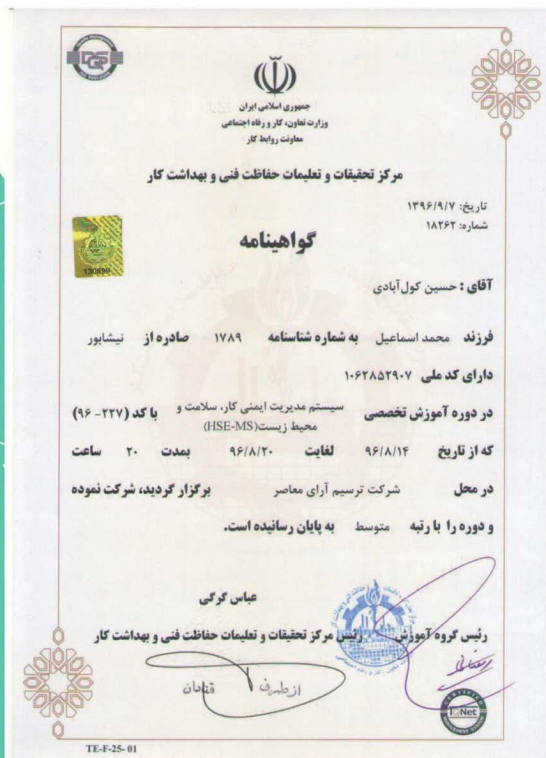 DQS
جمهوری اسلامی ایران
وزارت تعاون، کار و رفاه اجتماعی
معاونت روابط کار
مرکز تحقیقات و تعلیمات حفاظت فنی و بهداشت کار
تاریخ: ۱۳۹۶/۹/۷
شماره: ۱۸۲۶۲
گواهینامه
130899
آقای : حسین کول‌آبادی
فرزند محمد اسماعیل به شماره شناسنامه ۱۷۸۹ صادره از نیشابور
دارای کد ملی ۱۰۶۲۸۵۲۹۰۷
در دوره آموزش تخصصی سیستم مدیریت ایمنی کار، سلامت و با کد (۲۲۷- ۹۶)
محیط زیست(HSE-MS)
که از تاریخ ۹۶/۸/۱۴ لغایت ۹۶/۸/۲۰ بمدت ۲۰ ساعت
در محل شرکت ترسیم آرای معاصر برگزار گردید، شرکت نموده
و دوره را با رتبه متوسط به پایان رسانیده است.
عباس گرگی
رئیس گروه آموزش رئیس مرکز تحقیقات و تعلیمات حفاظت فنی و بهداشت کار
از طرف
IQNet
TE-F-25- 01